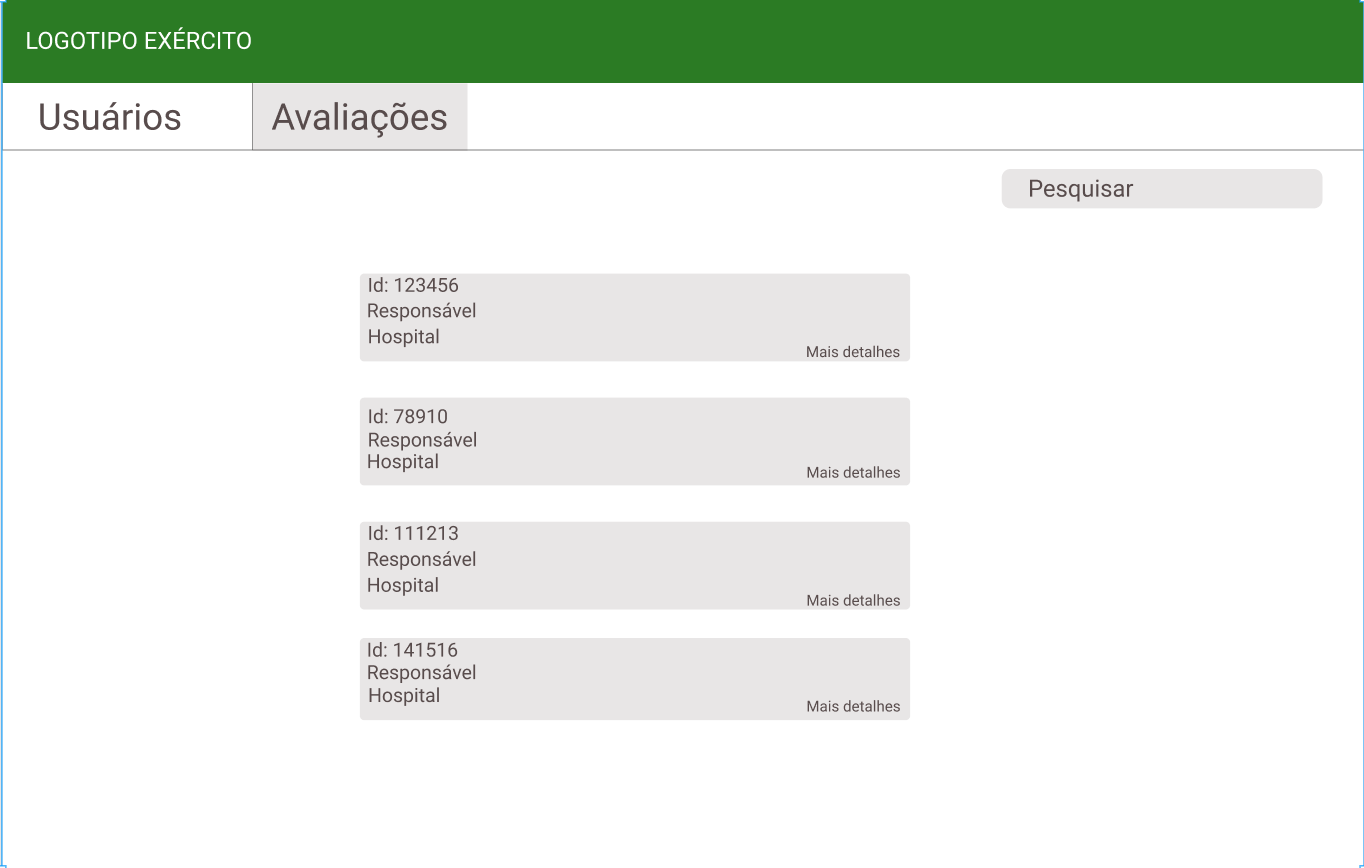 LOGOTIPO EXÉRCITO
Usuários
Avaliações
Pesquisar
Id: 123456
Responsável
Hospital
Mais detalhes
Id: 78910
Responsável
Hospital
Mais detalhes
Id: 111213
Responsável
Hospital
Mais detalhes
Id: 141516
Responsável
Hospital
Mais detalhes